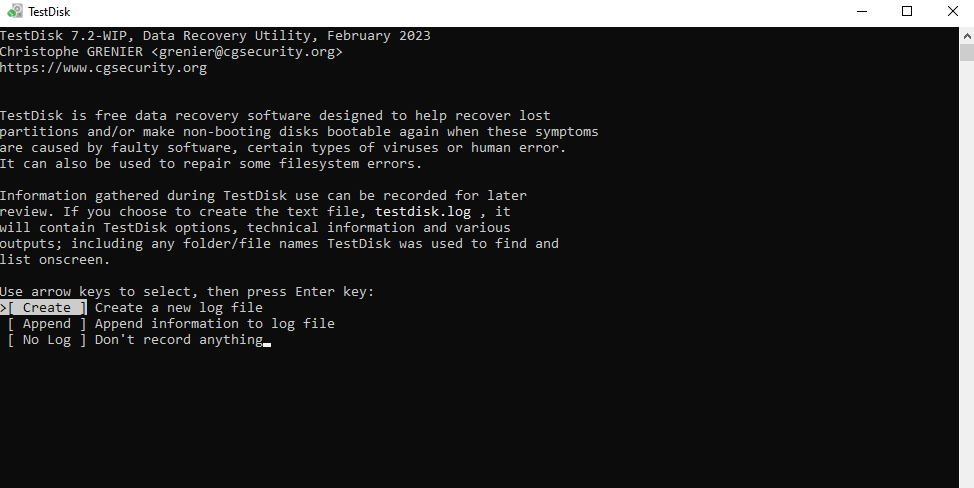 TestDisk
TestDisk 7.2-WIP, Data Recovery Utility, February 2023
Christophe GRENIER <grenier@cgsecurity.org>
https://www.cgsecurity.org
TestDisk is free data recovery software designed to help recover lost
partitions and/or make non-booting disks bootable again when these symptoms
are caused by faulty software, certain types of viruses or human error.
It can also be used to repair some filesystem errors.
Information gathered during TestDisk use can be recorded for later
review. If you choose to create the text file, testdisk.log , it
will contain TestDisk options, technical information and various
outputs; including any folder/file names TestDisk was used to find and
list onscreen.
Use arrow keys to select, then press Enter key:
>[ Create ] Create a new log file
[ Append ] Append information to log file
[ No Log ] Don't record anything